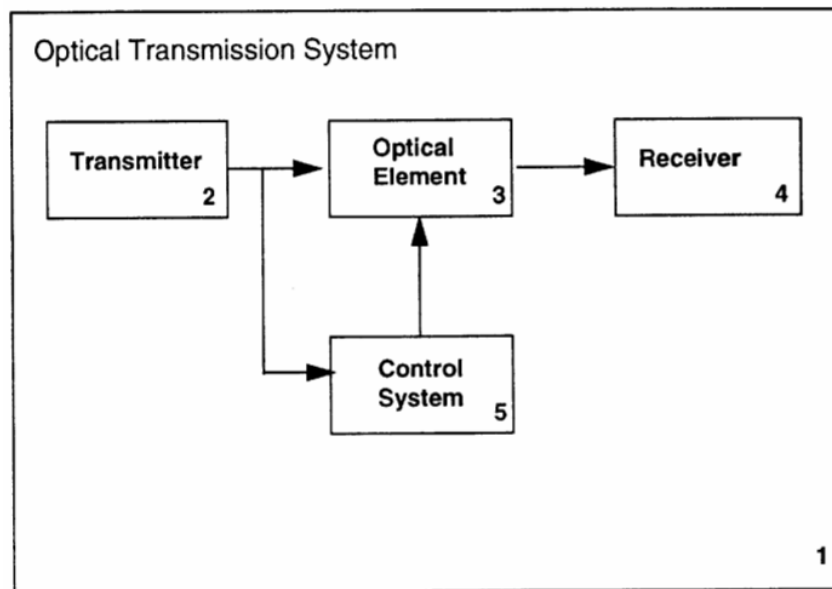 Optical Transmission System
Transmitter
2
Optical
Element
3
Receiver
4
Control
System
5
1